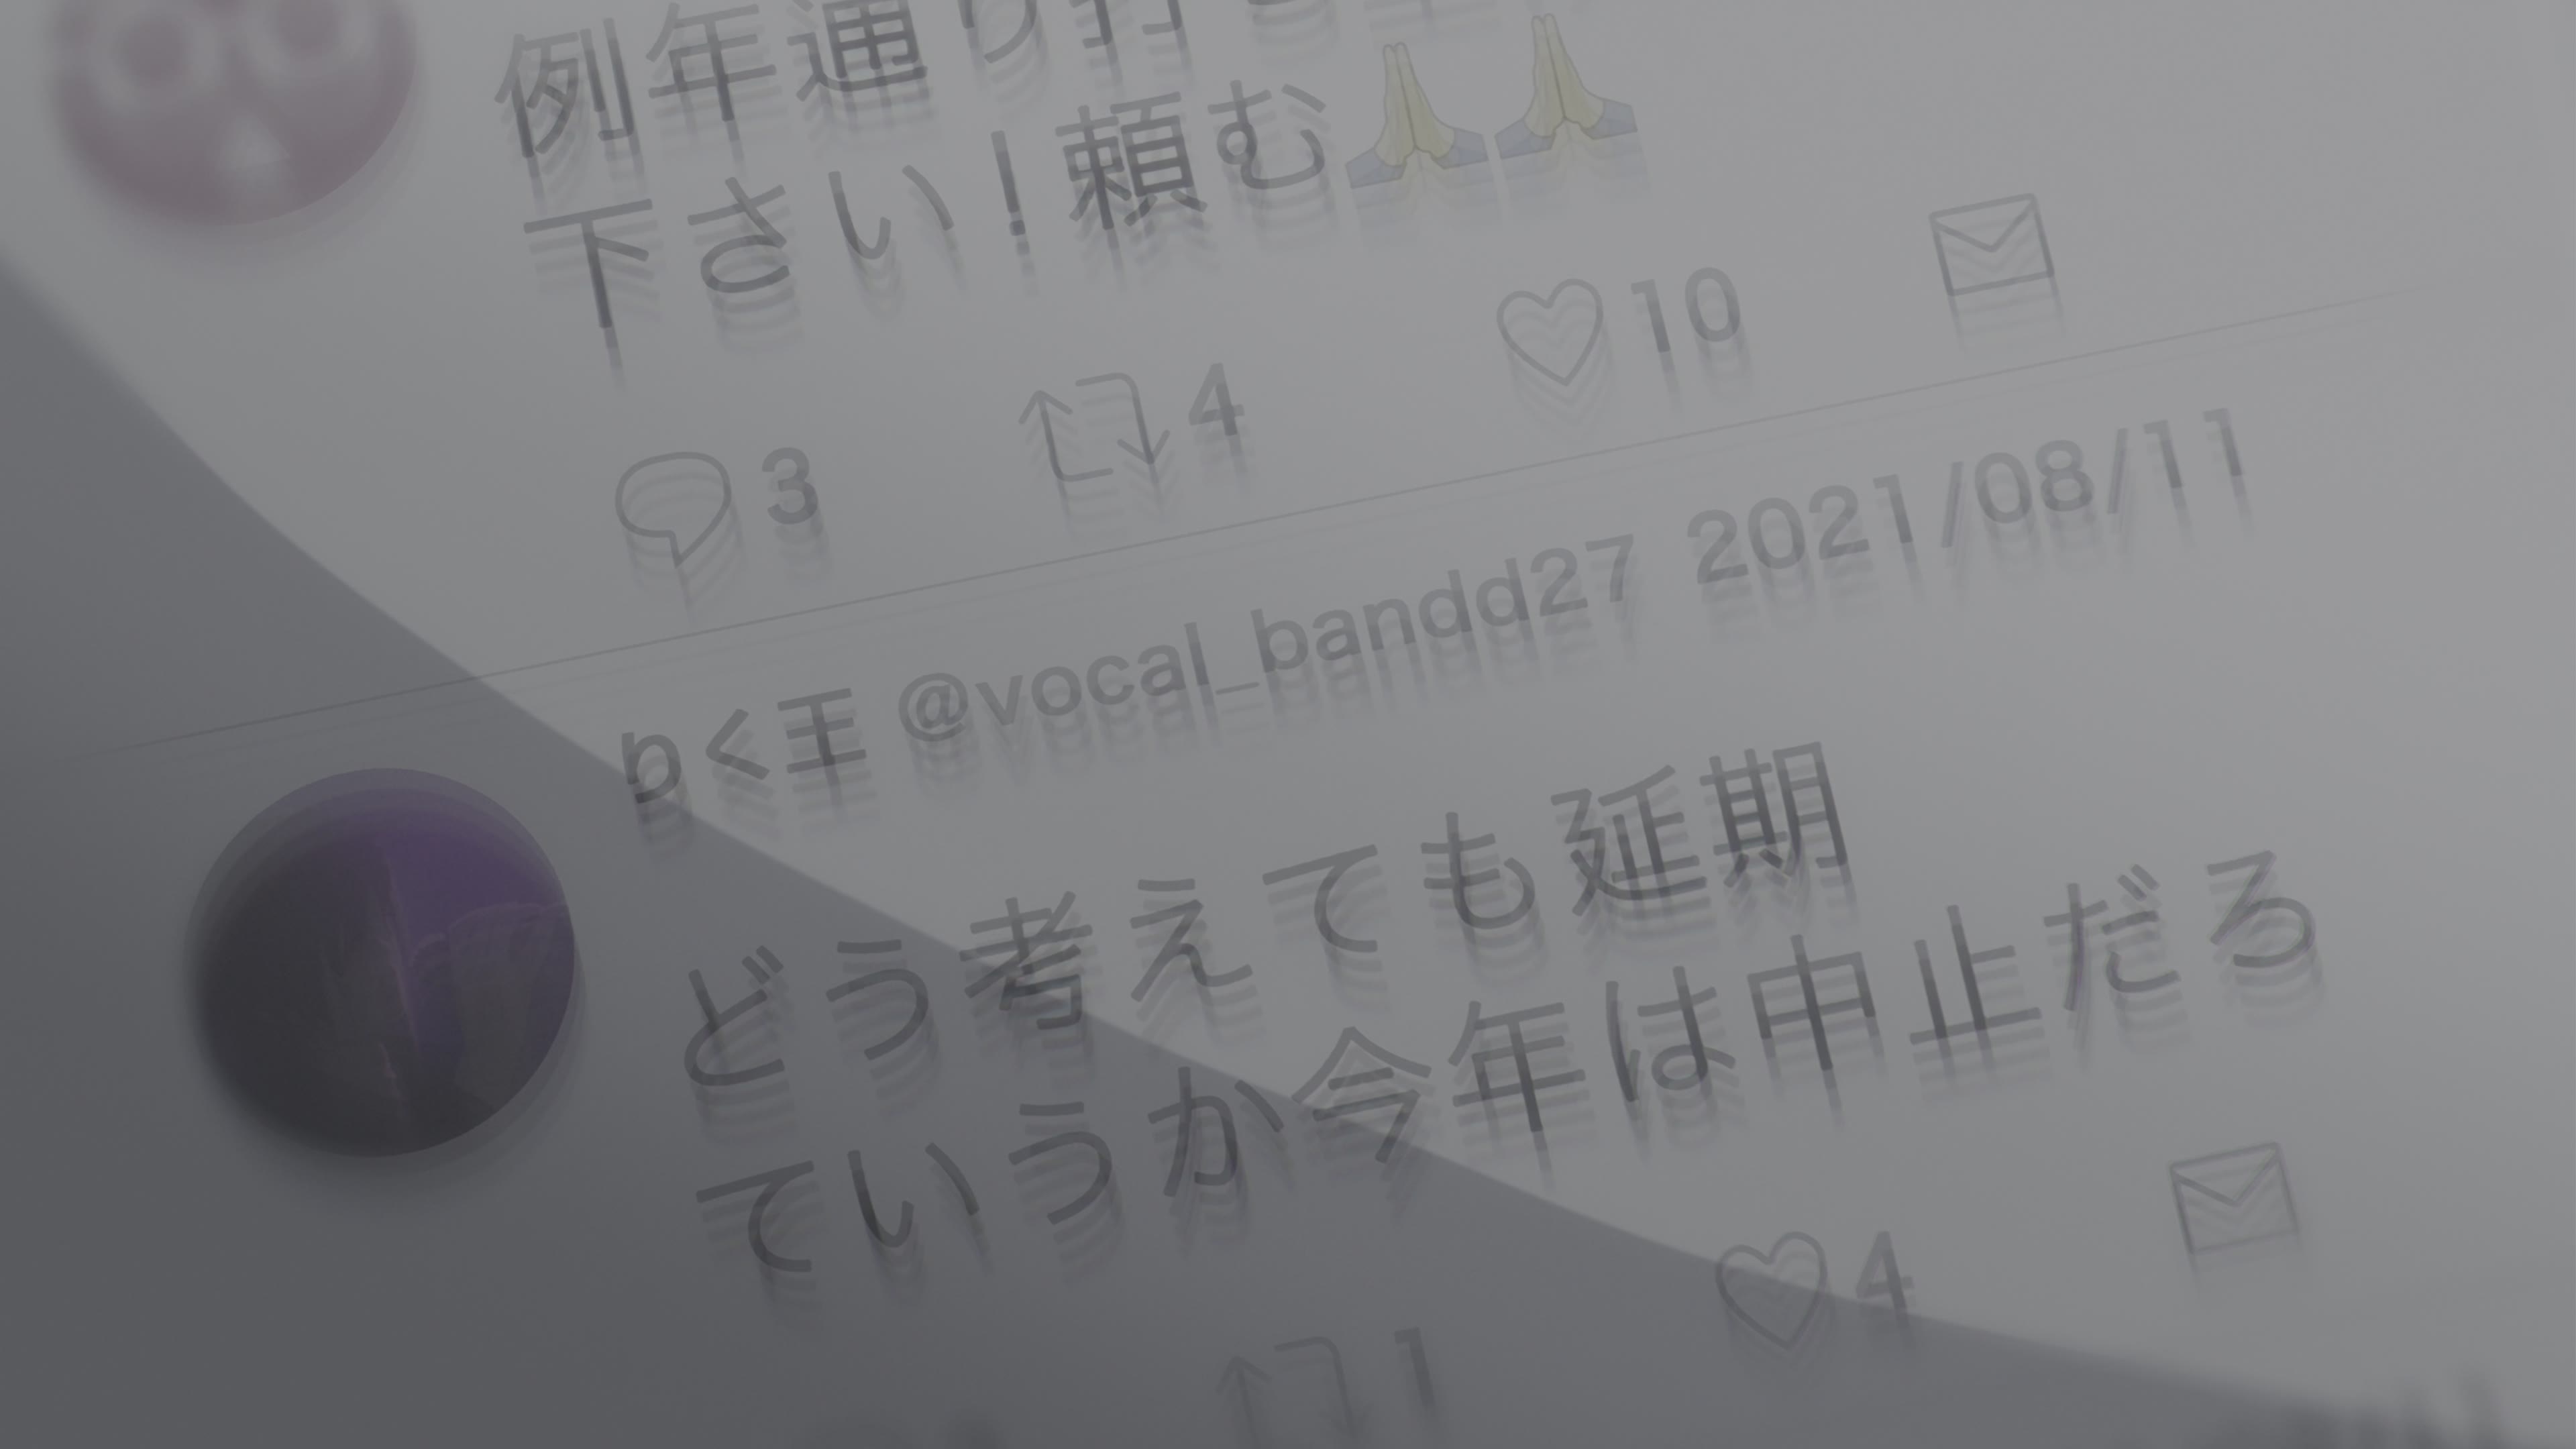 例年通り行
下さい！頼む🙏🙏
3 4 10
bく王 @vocal_bandd27 2021/08/11
どう考えても延期
ていうか今年は中止だろ
1 4